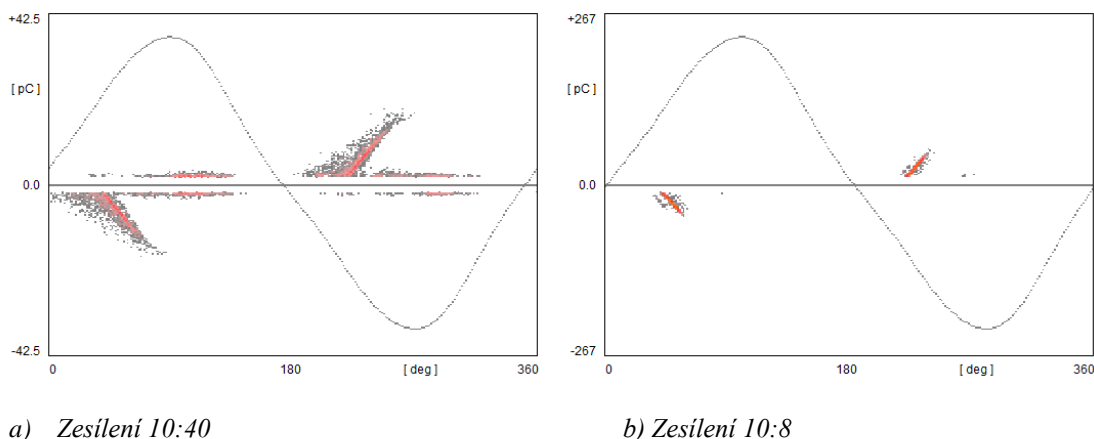 +42.5
[ pC ]
0.0
-42.5
0
180
[ deg ]
360
a) Zesílení 10:40
+267
[ pC ]
0.0
-267
0
180
[ deg ]
360
b) Zesílení 10:8